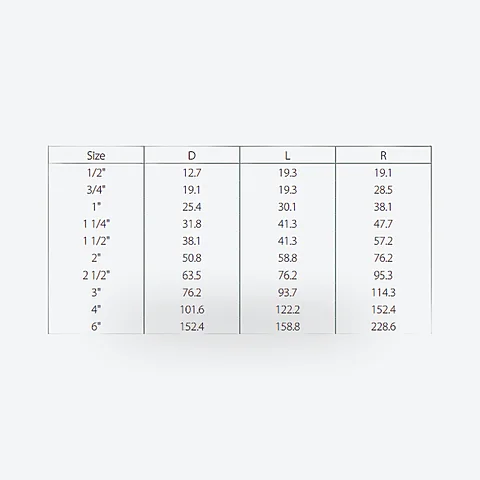 Size D L R
1/2" 12.7 19.3 19.1
3/4" 19.1 19.3 28.5
1" 25.4 30.1 38.1
1 1/4" 31.8 41.3 47.7
1 1/2" 38.1 41.3 57.2
2" 50.8 58.8 76.2
2 1/2" 63.5 76.2 95.3
3" 76.2 93.7 114.3
4" 101.6 122.2 152.4
6" 152.4 158.8 228.6